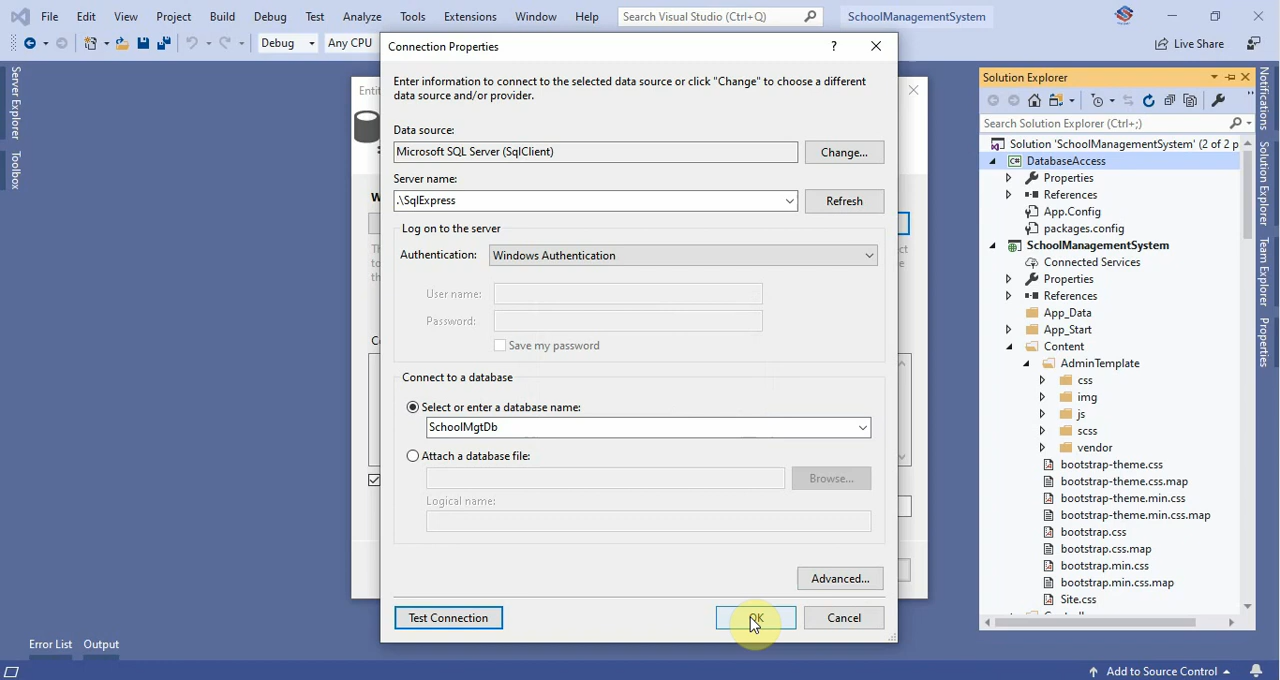 File Edit View Project Build Debug Test Analyze Tools Extensions Window Help Search Visual Studio (Ctrl+Q) SchoolManagementSystem
Debug Any CPU Live Share
Server Explorer
Toolbox
Connection Properties
?
Enter information to connect to the selected data source or click "Change" to choose a different
data source and/or provider.
Data source:
Microsoft SQL Server (SqlClient) Change...
Server name:
.\SqlExpress Refresh
Log on to the server
Authentication: Windows Authentication
User name:
Password:
Save my password
Connect to a database
Select or enter a database name:
SchoolMgtDb
Attach a database file:
Browse...
Logical name:
Advanced...
Test Connection OK Cancel
Solution Explorer
Search Solution Explorer (Ctrl+;)
Solution 'SchoolManagementSystem' (2 of 2 p
C# DatabaseAccess
Properties
References
App.Config
packages.config
SchoolManagementSystem
Connected Services
Properties
References
App_Data
App_Start
Content
AdminTemplate
css
img
js
scss
vendor
bootstrap-theme.css
bootstrap-theme.css.map
bootstrap-theme.min.css
bootstrap-theme.min.css.map
bootstrap.css
bootstrap.css.map
bootstrap.min.css
bootstrap.min.css.map
Site.css
Notifications
Solution Explorer
Team Explorer
Properties
Error List Output
Add to Source Control